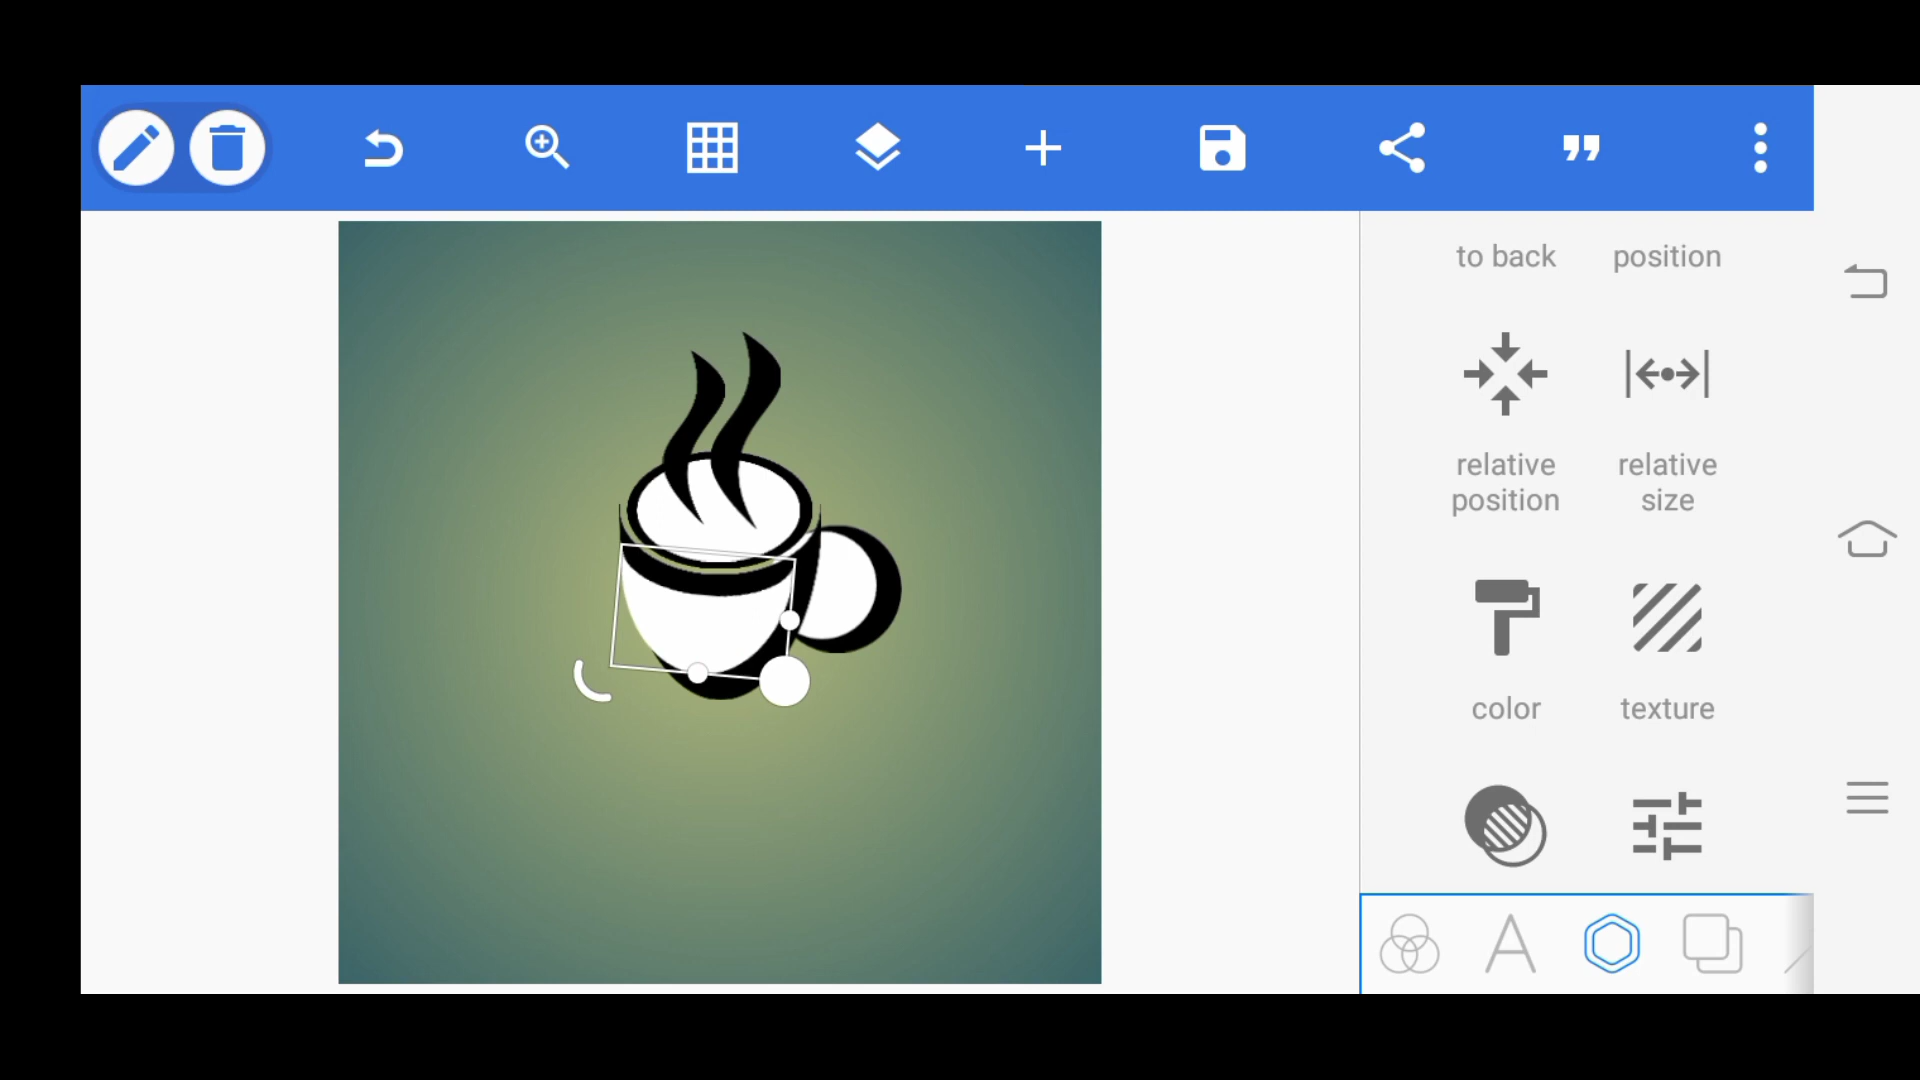 to back
position
relative
position
relative
size
color
texture